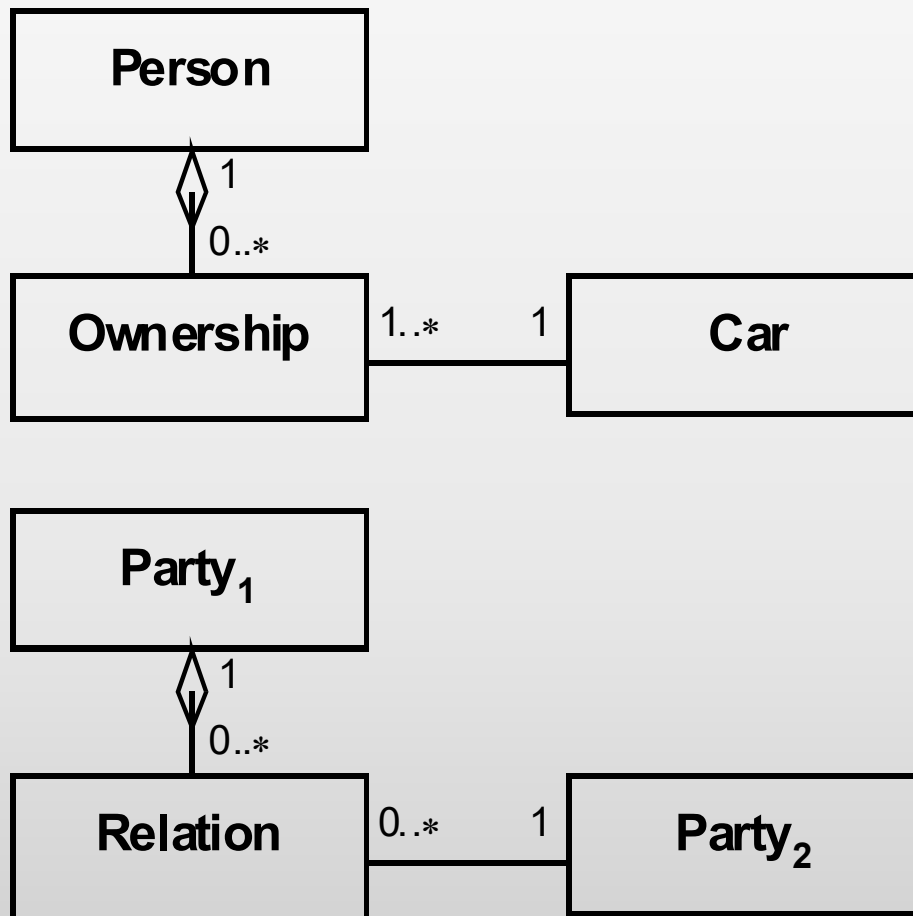 Person
1
0..*
Ownership 1..* 1 Car
Party₁
1
0..*
Relation 0..* 1 Party₂